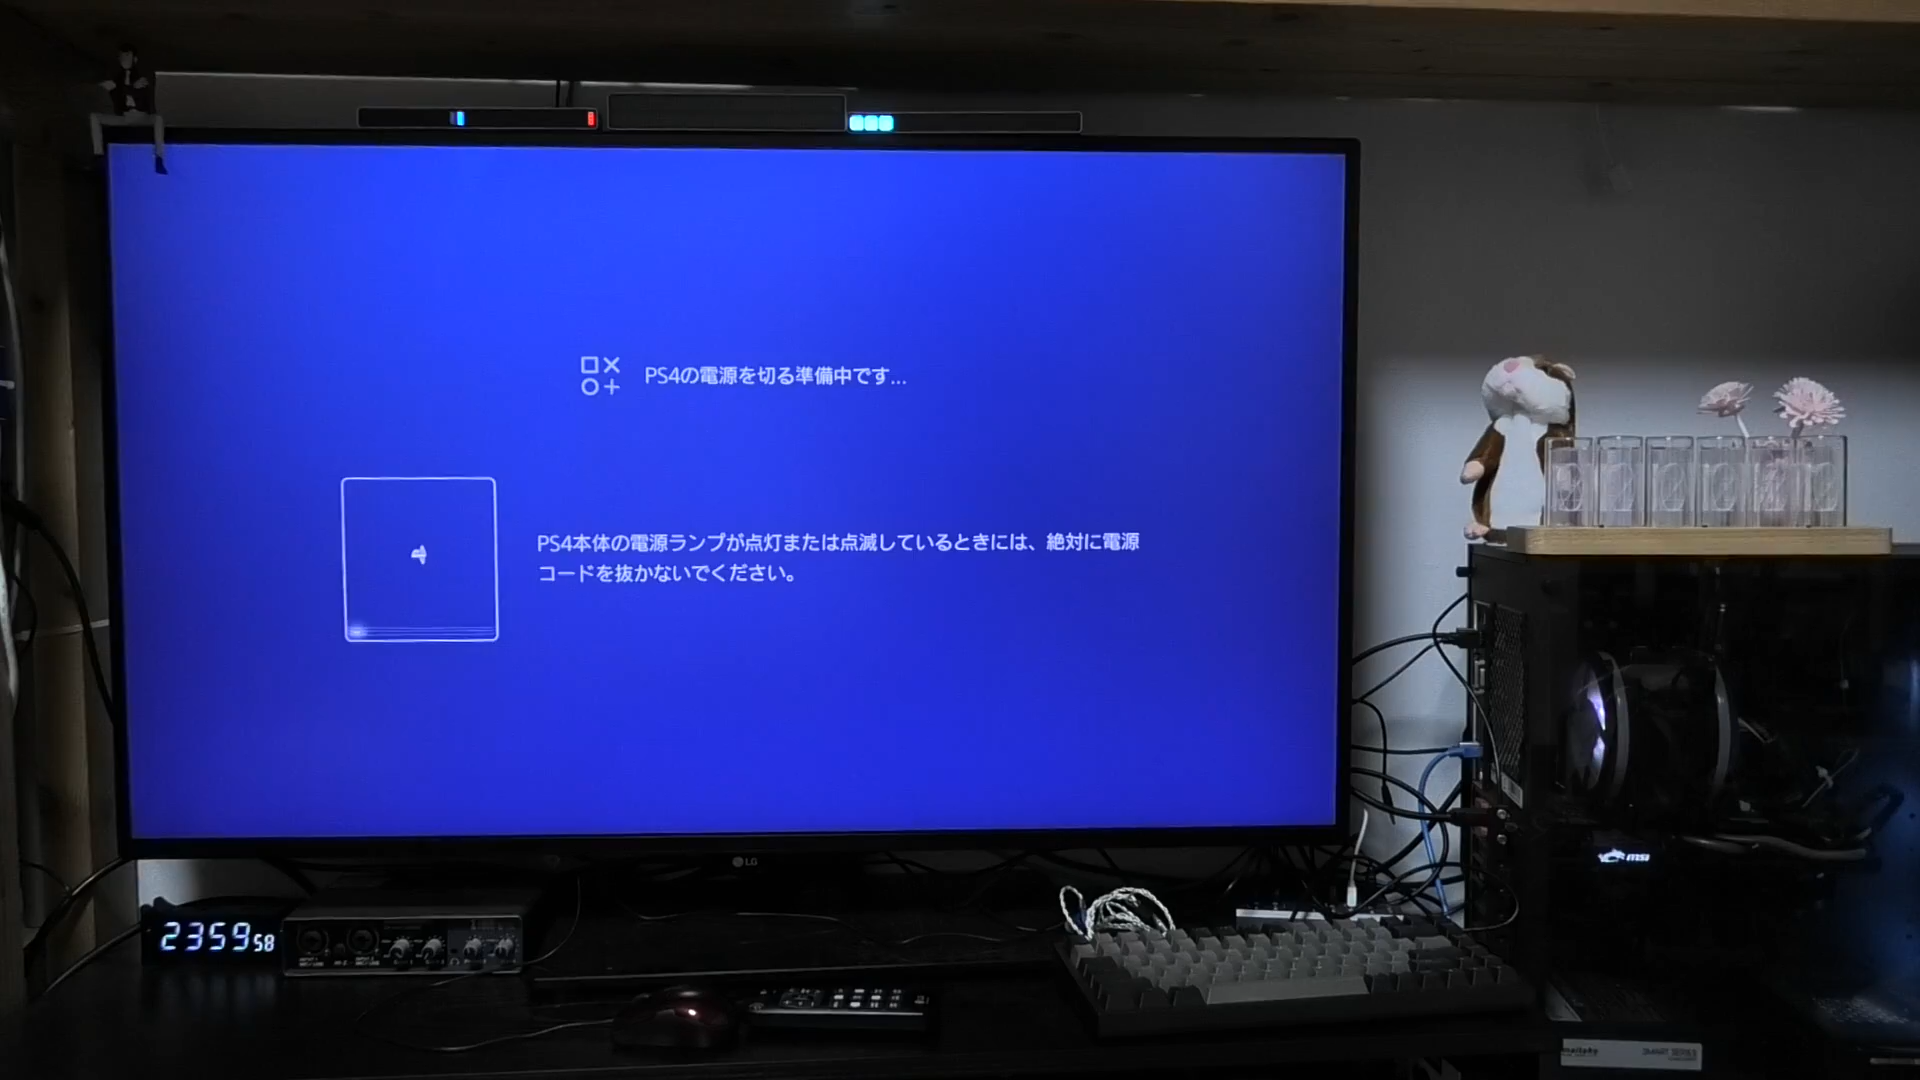 PS4の電源を切る準備中です...
PS4本体の電源ランプが点灯または点滅しているときには、絶対に電源
コードを抜かないでください。
LG
msi
2359 58
SMART SERIES